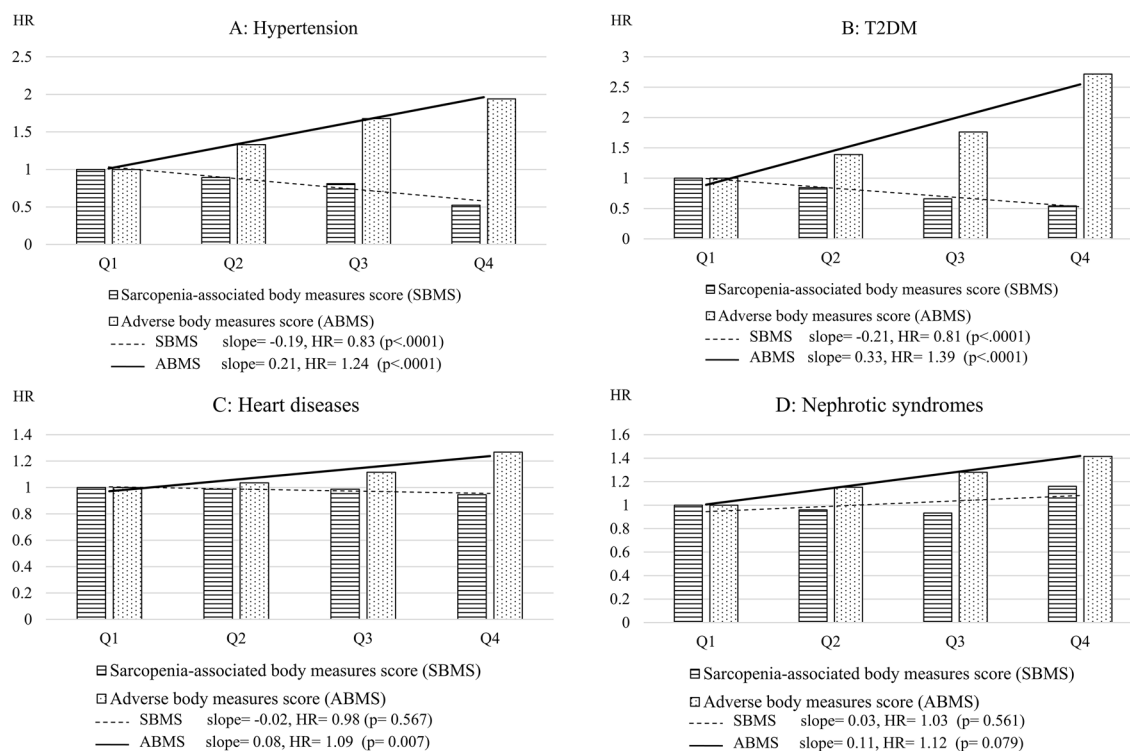 HR
A: Hypertension
2.5
2
1.5
1
0.5
0
Q1 Q2 Q3 Q4
Sarcopenia-associated body measures score (SBMS)
Adverse body measures score (ABMS)
SBMS slope= -0.19, HR= 0.83 (p<.0001)
ABMS slope= 0.21, HR= 1.24 (p<.0001)
HR
B: T2DM
3
2.5
2
1.5
1
0.5
0
Q1 Q2 Q3 Q4
Sarcopenia-associated body measures score (SBMS)
Adverse body measures score (ABMS)
SBMS slope= -0.21, HR= 0.81 (p<.0001)
ABMS slope= 0.33, HR= 1.39 (p<.0001)
HR
C: Heart diseases
1.4
1.2
1
0.8
0.6
0.4
0.2
0
Q1 Q2 Q3 Q4
Sarcopenia-associated body measures score (SBMS)
Adverse body measures score (ABMS)
SBMS slope= -0.02, HR= 0.98 (p= 0.567)
ABMS slope= 0.08, HR= 1.09 (p= 0.007)
HR
D: Nephrotic syndromes
1.6
1.4
1.2
1
0.8
0.6
0.4
0.2
0
Q1 Q2 Q3 Q4
Sarcopenia-associated body measures score (SBMS)
Adverse body measures score (ABMS)
SBMS slope= 0.03, HR= 1.03 (p= 0.561)
ABMS slope= 0.11, HR= 1.12 (p= 0.079)